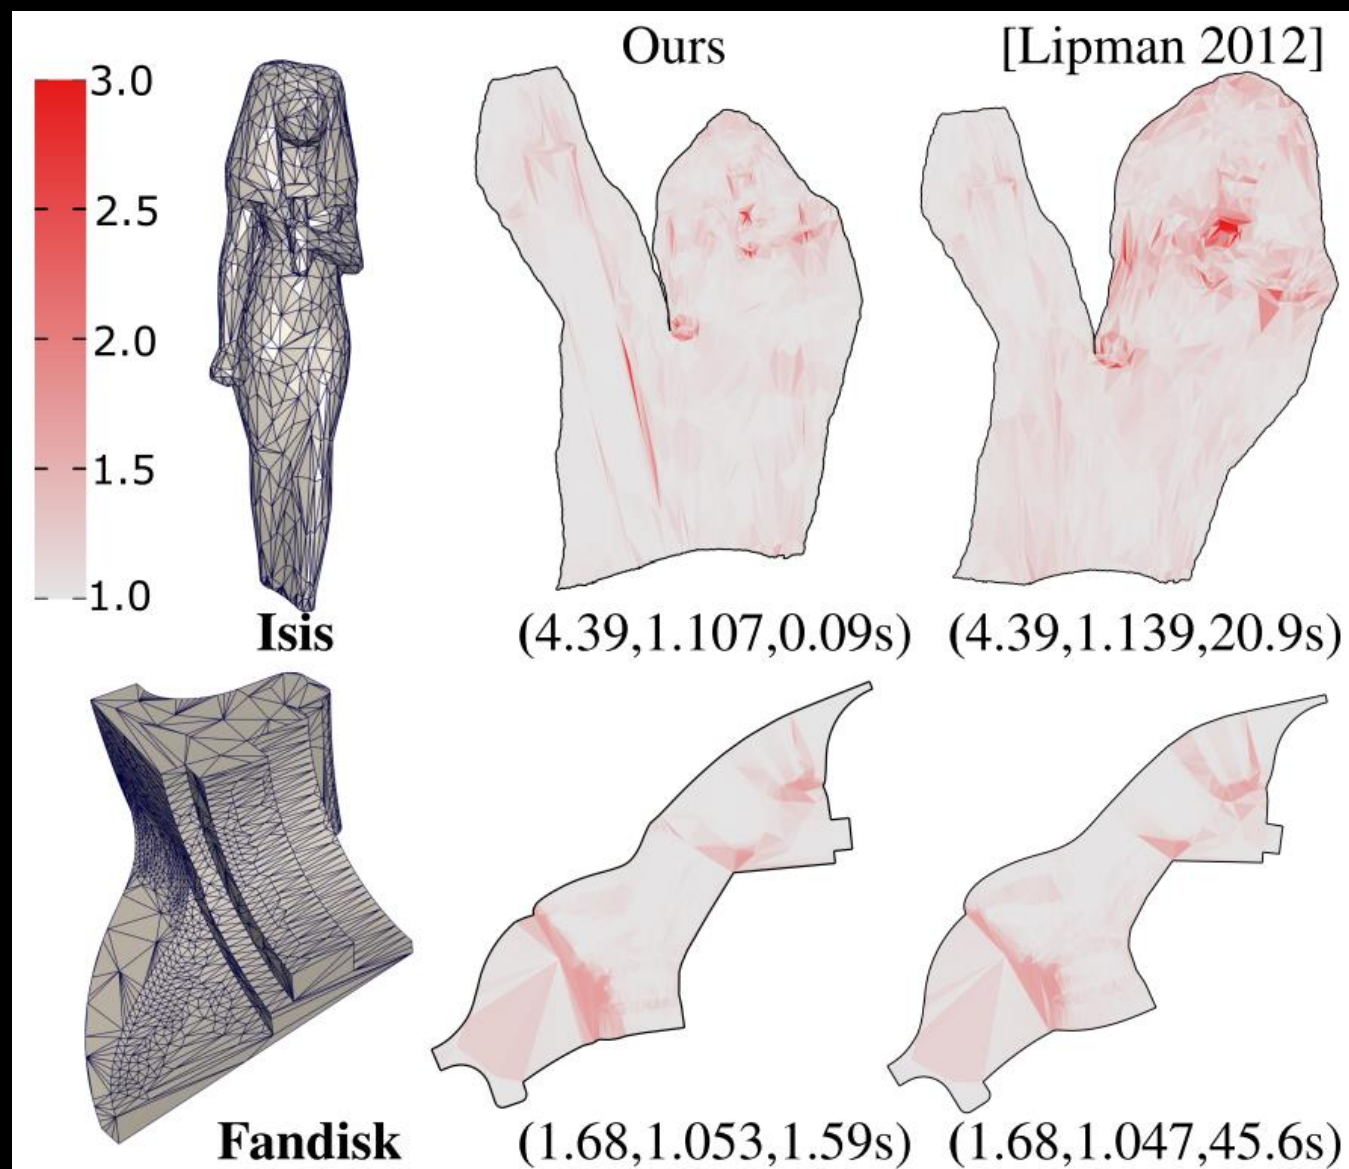 Ours [Lipman 2012]
3.0
2.5
2.0
1.5
1.0
Isis (4.39,1.107,0.09s) (4.39,1.139,20.9s)
Fandisk (1.68,1.053,1.59s) (1.68,1.047,45.6s)